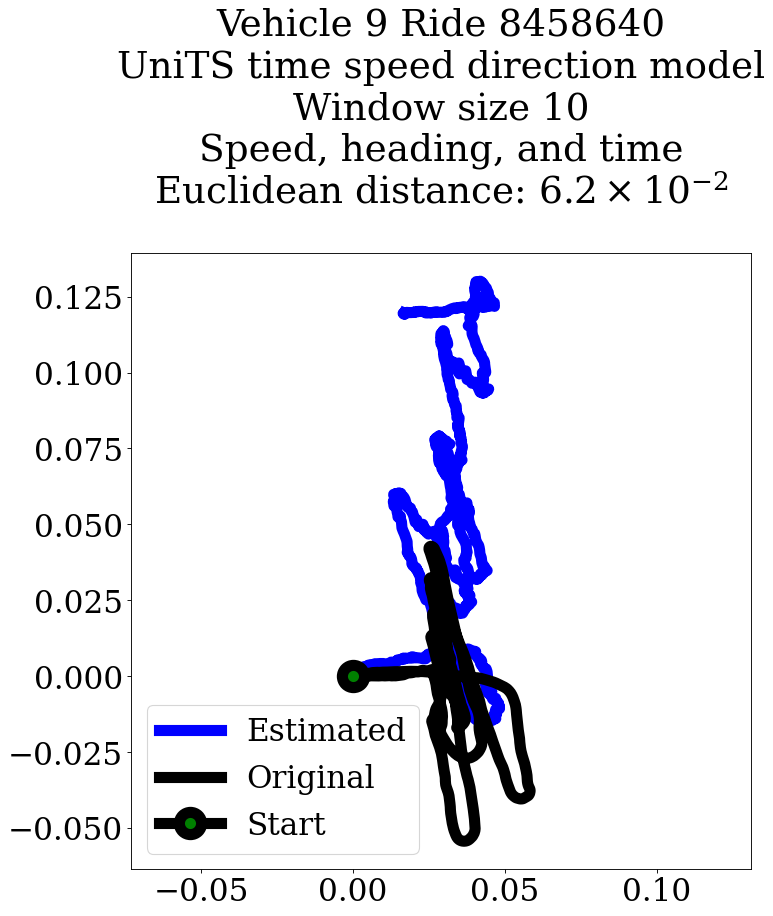 Vehicle 9 Ride 8458640
UniTS time speed direction model
Window size 10
Speed, heading, and time
Euclidean distance: 6.2 × 10⁻²
0.125
0.100
0.075
0.050
0.025
0.000
−0.025
−0.050
Estimated
Original
Start
−0.05 0.00 0.05 0.10